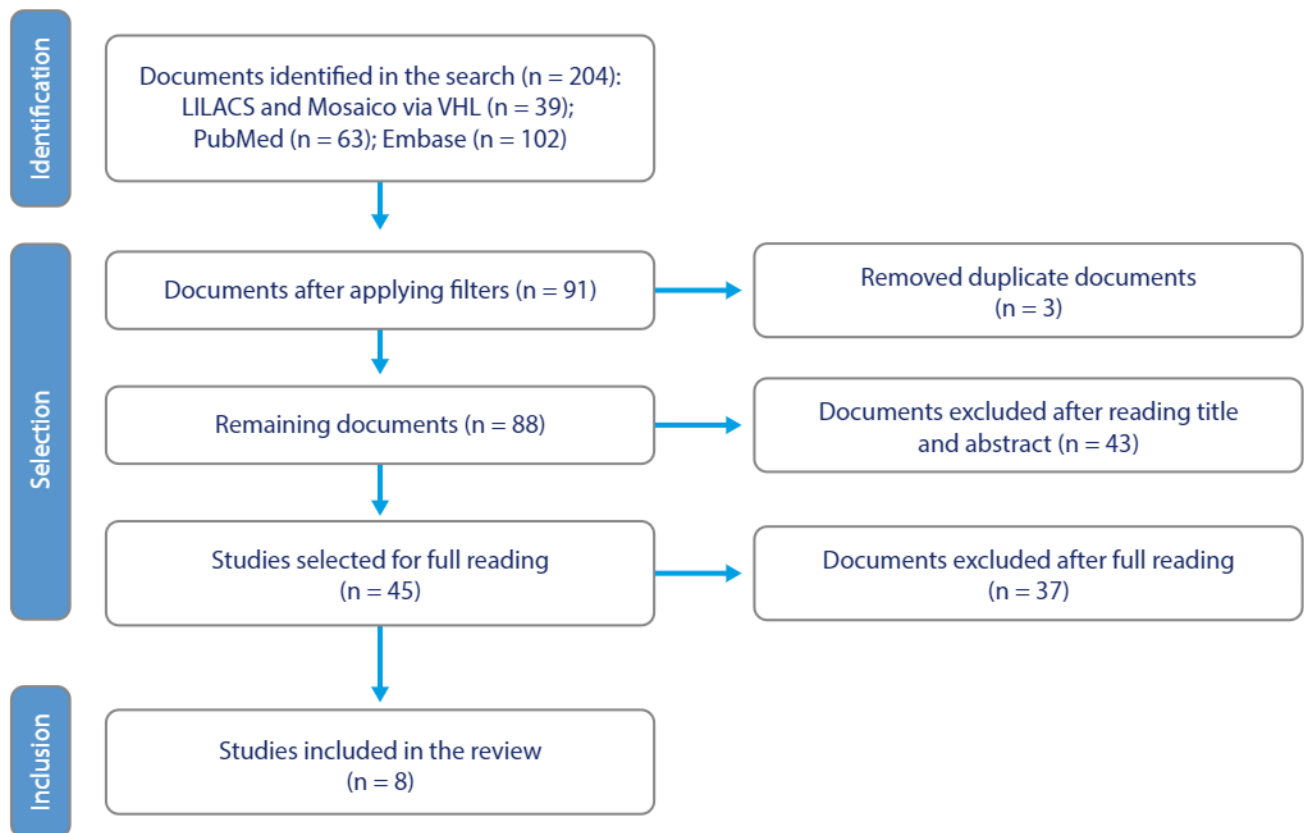 Identification
Documents identified in the search (n = 204):
LILACS and Mosaico via VHL (n = 39);
PubMed (n = 63); Embase (n = 102)
Selection
Documents after applying filters (n = 91)
Removed duplicate documents
(n = 3)
Remaining documents (n = 88)
Documents excluded after reading title
and abstract (n = 43)
Studies selected for full reading
(n = 45)
Documents excluded after full reading
(n = 37)
Inclusion
Studies included in the review
(n = 8)